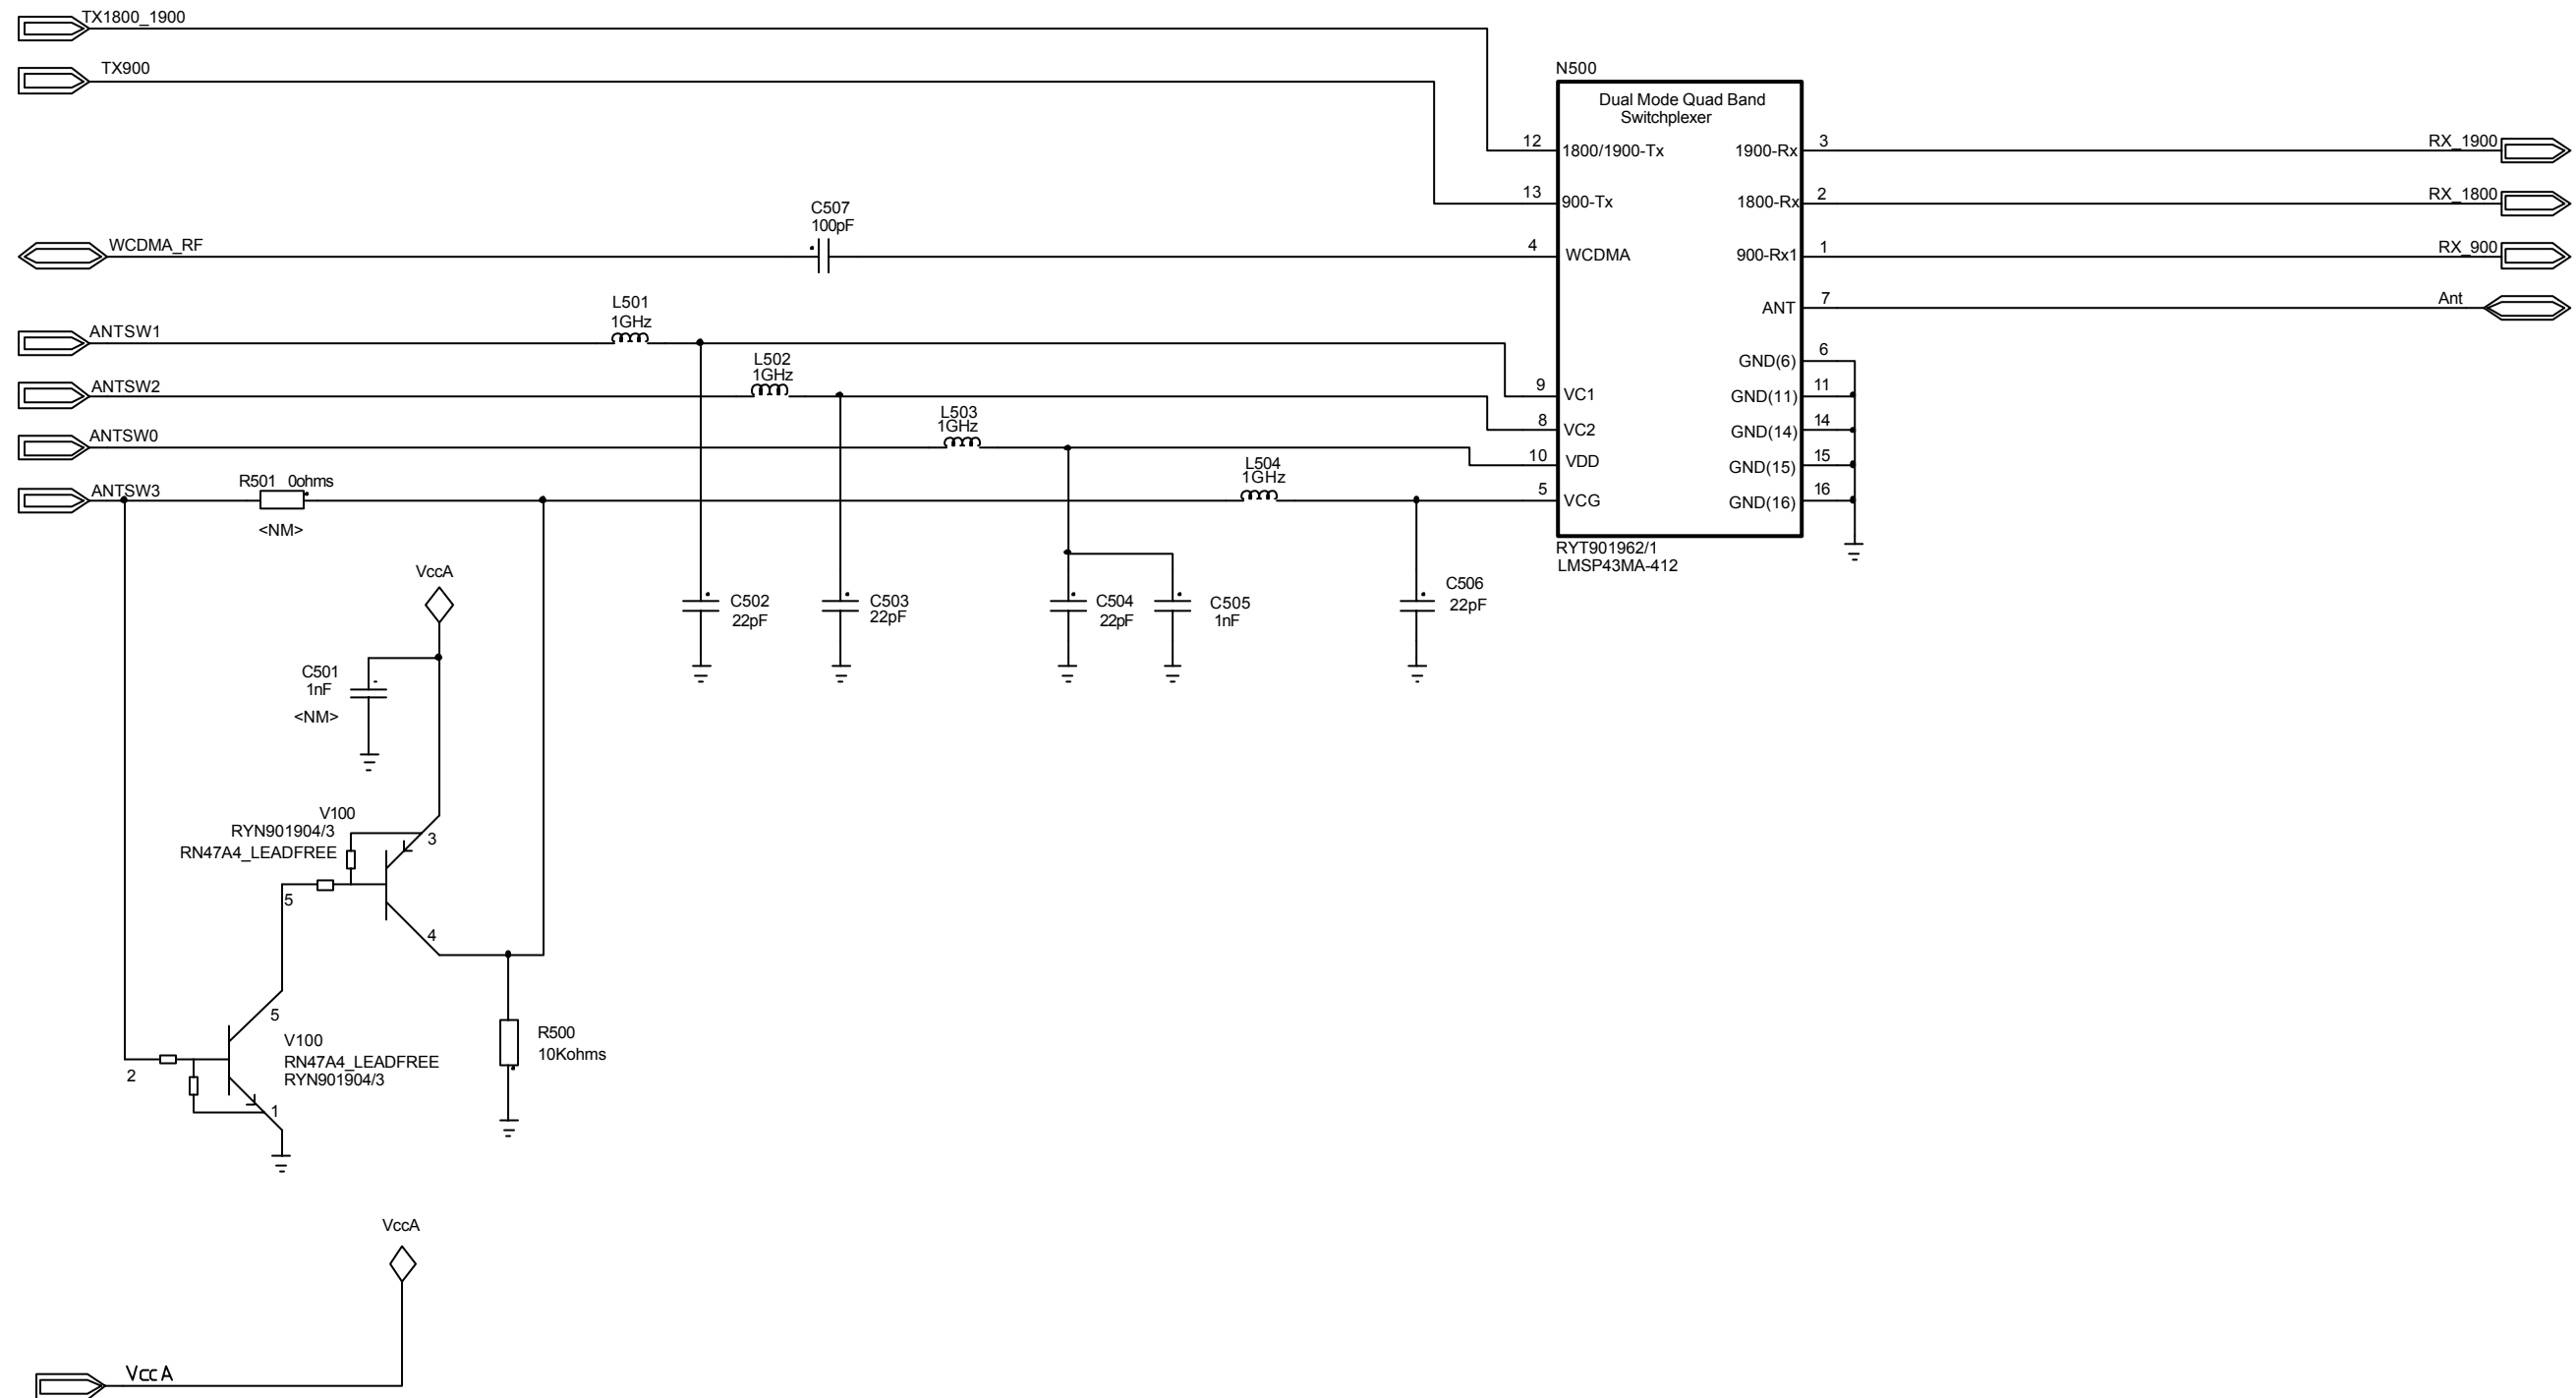 TX1800_1900
TX900
N500
Dual Mode Quad Band
Switchplexer
12
1800/1900-Tx
1900-Rx
3
RX_1900
13
900-Tx
1800-Rx
2
RX_1800
C507
100pF
WCDMA_RF
4
WCDMA
900-Rx1
1
RX_900
ANT
7
Ant
L501
1GHz
ANTSW1
L502
1GHz
ANTSW2
9
VC1
L503
1GHz
ANTSW0
8
VC2
10
VDD
L504
1GHz
ANTSW3
R501 0ohms
<NM>
5
VCG
GND(6)
6
GND(11)
11
GND(14)
14
GND(15)
15
GND(16)
16
RYT901962/1
LMSP43MA-412
VccA
C502
22pF
C503
22pF
C504
22pF
C505
1nF
C506
22pF
C501
1nF
<NM>
V100
RYN901904/3
RN47A4_LEADFREE
3
5
4
5
V100
RN47A4_LEADFREE
RYN901904/3
2
1
R500
10Kohms
VccA
VccA